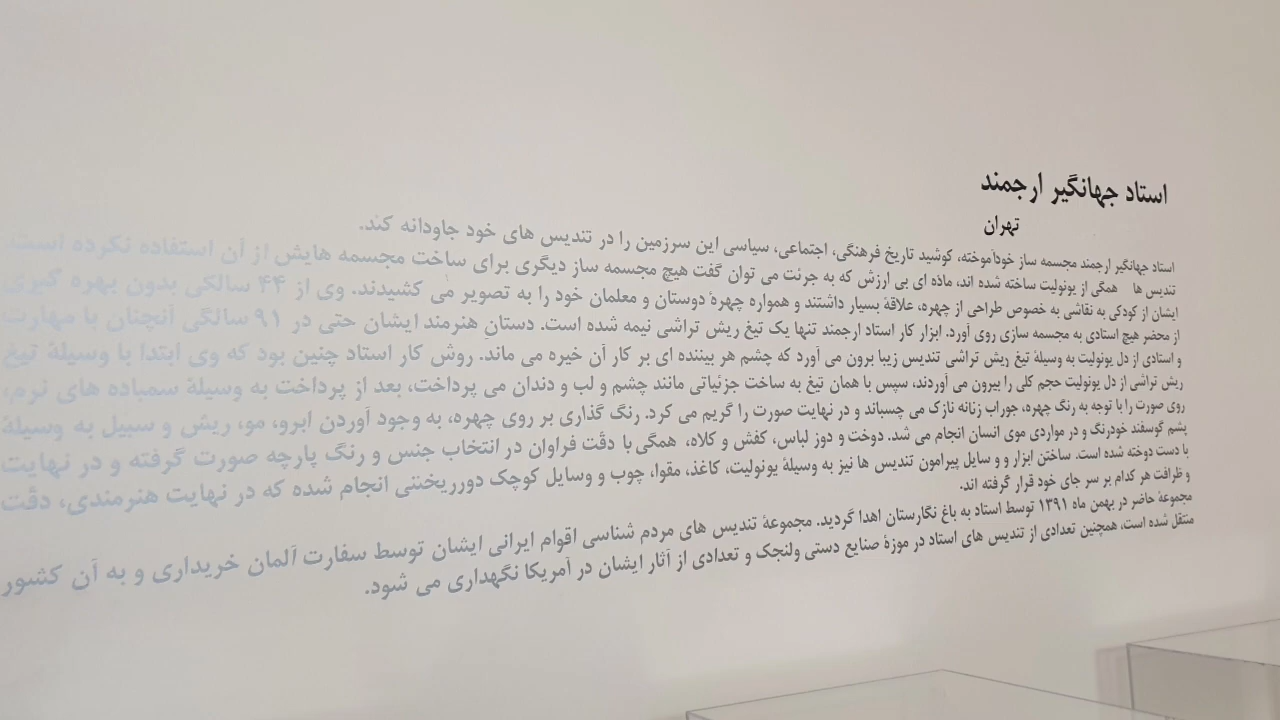 استاد جهانگیر ارجمند
تهران
استاد جهانگیر ارجمند مجسمه ساز خودآموخته، کوشید تاریخ فرهنگی، اجتماعی، سیاسی این سرزمین را در تندیس های خود جاودانه کند.
تندیس ها همگی از یونولیت ساخته شده اند، مادّه ای بی ارزش که به جرئت می توان گفت هیچ مجسمه ساز دیگری برای ساخت مجسمه هایش از آن استفاده نکرده است.
ایشان از کودکی به نقاشی به خصوص طراحی از چهره، علاقۀ بسیار داشتند و همواره چهرۀ دوستان و معلمان خود را به تصویر می کشیدند. وی از ۴۴ سالگی بدون بهره گیری
از محضر هیچ استادی به مجسمه سازی روی آورد. ابزار کار استاد ارجمند تنها یک تیغ ریش تراشی نیمه شده است. دستانِ هنرمند ایشان حتی در ۹۱ سالگی آنچنان با مهارت
و استادی از دل یونولیت به وسیلۀ تیغ ریش تراشی تندیس زیبا برون می آورد که چشم هر بیننده ای بر کار آن خیره می ماند. روش کار استاد چنین بود که وی ابتدا با وسیلۀ تیغ
ریش تراشی از دل یونولیت حجم کلی را بیرون می آوردند، سپس با همان تیغ به ساخت جزئیاتی مانند چشم و لب و دندان می پرداخت، بعد از پرداخت به وسیلۀ سمباده های نرم،
روی صورت را با توجه به رنگ چهره، جوراب زنانه نازک می چسباند و در نهایت صورت را گریم می کرد. رنگ گذاری بر روی چهره، به وجود آوردن ابرو، مو، ریش و سبیل به وسیلۀ
پشم گوسفند خودرنگ و در مواردی موی انسان انجام می شد. دوخت و دوز لباس، کفش و کلاه، همگی با دقّت فراوان در انتخاب جنس و رنگ پارچه صورت گرفته و در نهایت
با دست دوخته شده است. ساختن ابزار و و سایل پیرامون تندیس ها نیز به وسیلۀ یونولیت، کاغذ، مقوا، چوب و وسایل کوچک دورریختنی انجام شده که در نهایت هنرمندی، دقّت
و ظرافت هر کدام بر سر جای خود قرار گرفته اند.
مجموعۀ حاضر در بهمن ماه ۱۳۹۱ توسط استاد به باغ نگارستان اهدا گردید. مجموعۀ تندیس های مردم شناسی اقوام ایرانی ایشان توسط سفارت آلمان خریداری و به آن کشور
منتقل شده است، همچنین تعدادی از تندیس های استاد در موزۀ صنایع دستی ولنجک و تعدادی از آثار ایشان در آمریکا نگهداری می شود.